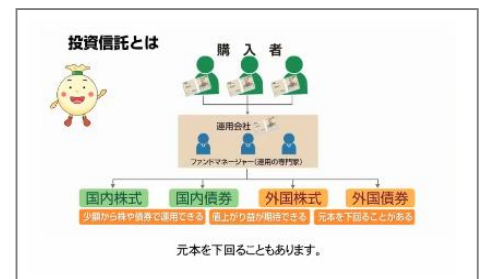 投資信託とは
購入者
運用会社
ファンドマネージャー(運用の専門家)
国内株式 国内債券 外国株式 外国債券
少額から株や債券で運用できる 値上がり益が期待できる 元本を下回ることがある
元本を下回ることもあります。